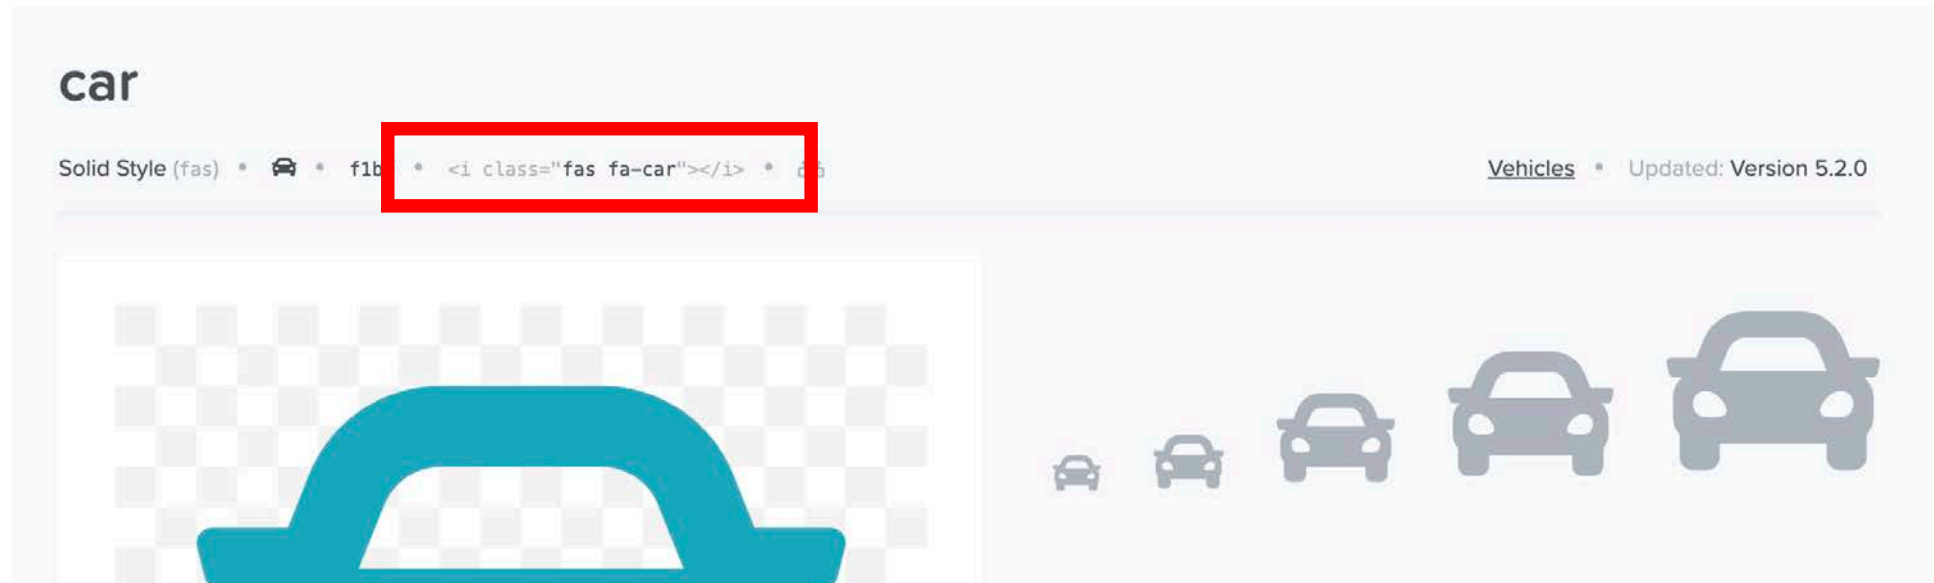 car
Solid Style (fas) • • f1b • <i class="fas fa-car"></i> •
Vehicles • Updated: Version 5.2.0